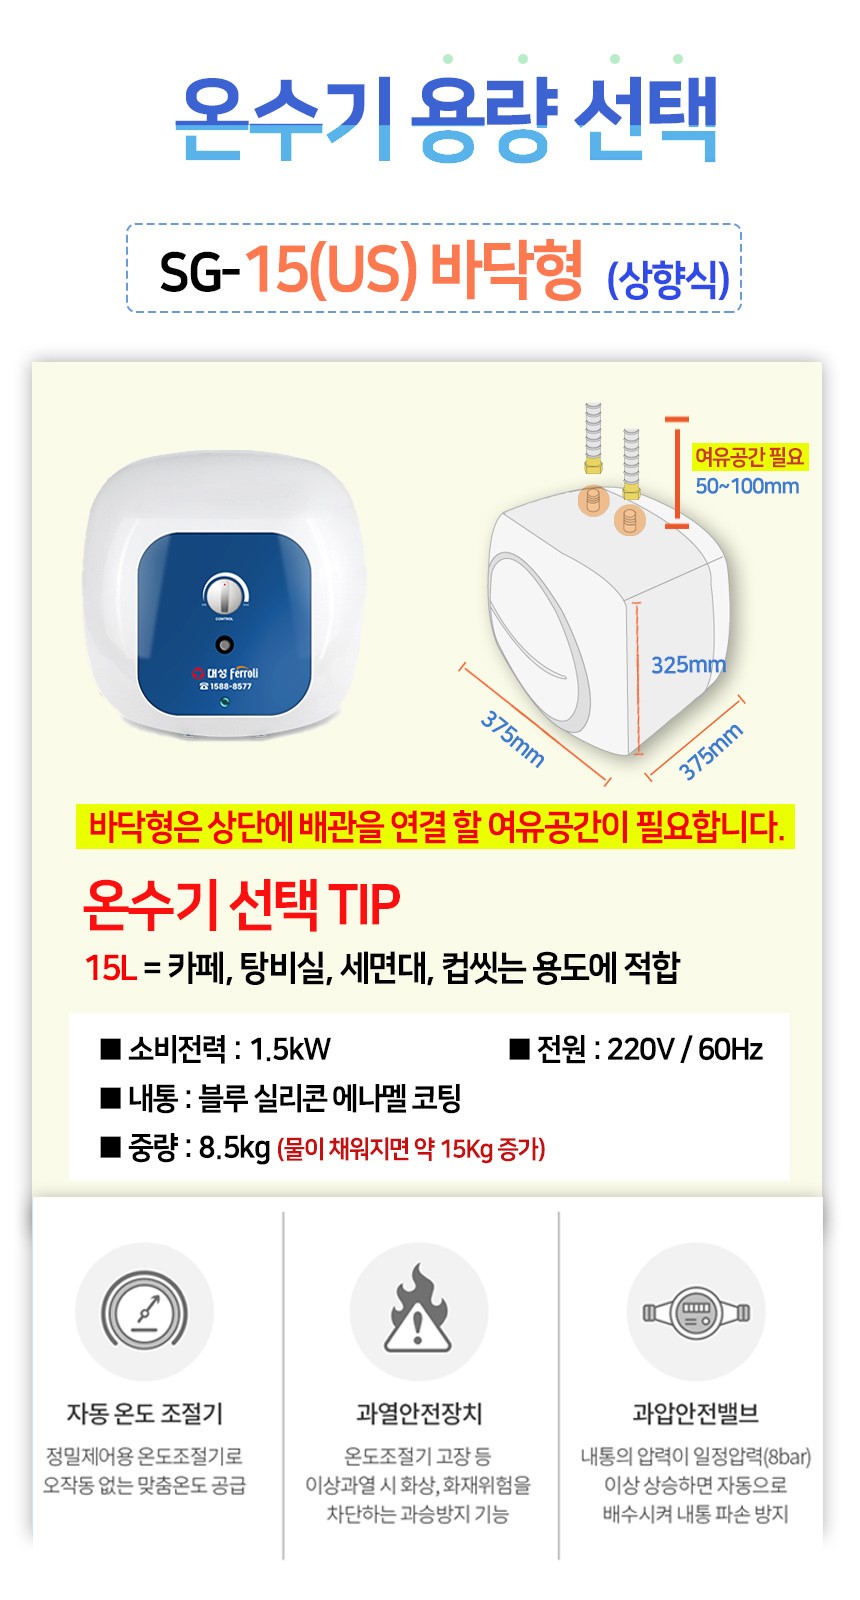 온수기 용량 선택
SG-15(US) 바닥형 (상향식)
여유공간 필요
50~100mm
CONTROL
대성 Ferroli
☎ 1588-8577
325mm
375mm
375mm
바닥형은 상단에 배관을 연결 할 여유공간이 필요합니다.
온수기 선택 TIP
15L = 카페, 탕비실, 세면대, 컵씻는 용도에 적합
■ 소비전력 : 1.5kW ■ 전원 : 220V / 60Hz
■ 내통 : 블루 실리콘 에나멜 코팅
■ 중량 : 8.5kg (물이 채워지면 약 15Kg 증가)
자동 온도 조절기
정밀제어용 온도조절기로
오작동 없는 맞춤온도 공급
과열안전장치
온도조절기 고장 등
이상과열 시 화상, 화재위험을
차단하는 과승방지 기능
과압안전밸브
내통의 압력이 일정압력(8bar)
이상 상승하면 자동으로
배수시켜 내통 파손 방지